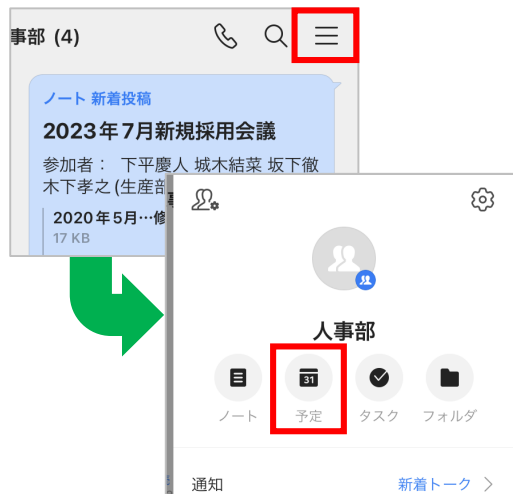 事部 (4)
ノート 新着投稿
2023年7月新規採用会議
参加者： 下平慶人 城木結菜 坂下徹
木下孝之(生産部
2020年5月…修
17 KB
人事部
31
ノート 予定 タスク フォルダ
通知 新着トーク